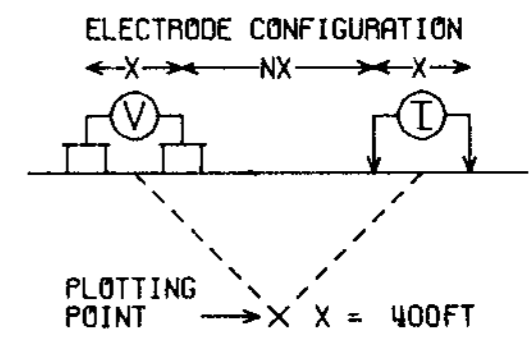 ELECTRODE CONFIGURATION
X NX X
V I
PLOTTING
POINT X X = 400FT